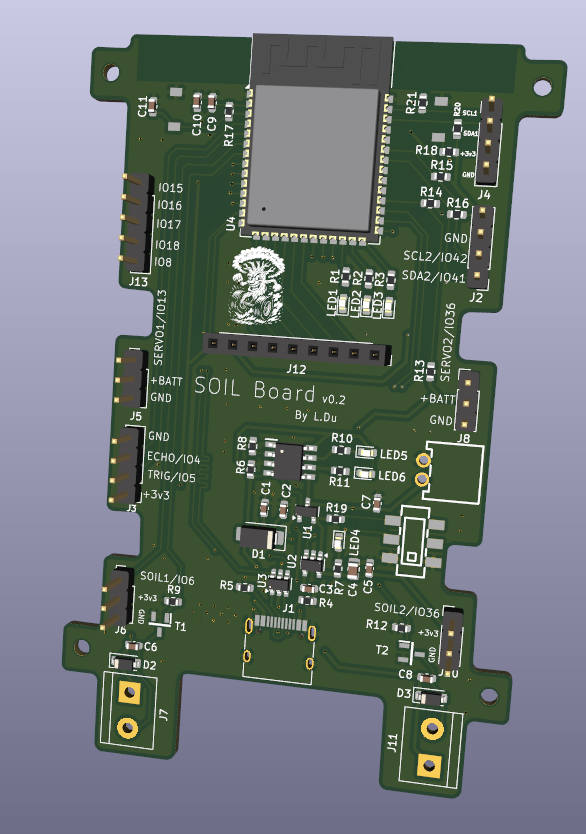 C11
C10
C9
R17
R21
R20
SCL1
SDA1
R18
+3v3
R15
GND
J4
R14
R16
U4
IO15
IO16
IO17
IO18
IO8
J13
GND
SCL2/IO42
SDA2/IO41
J2
R1
R2
R3
LED1
LED2
LED3
SERVO1/IO13
SERVO2/IO36
J12
R13
SOIL Board v0.2
By L.Du
+BATT
GND
J5
+BATT
GND
J8
GND
ECHO/IO4
TRIG/IO5
+3v3
J3
R8
R6
R10
LED5
R11
LED6
C1
C2
U1
R19
C7
D1
LED4
U2
U3
R5
C3
R4
R7
C4
C5
J1
SOIL1/IO6
+3v3
GND
J6
R9
T1
C6
D2
J7
SOIL2/IO36
+3v3
GND
R12
T2
C8
D3
J11